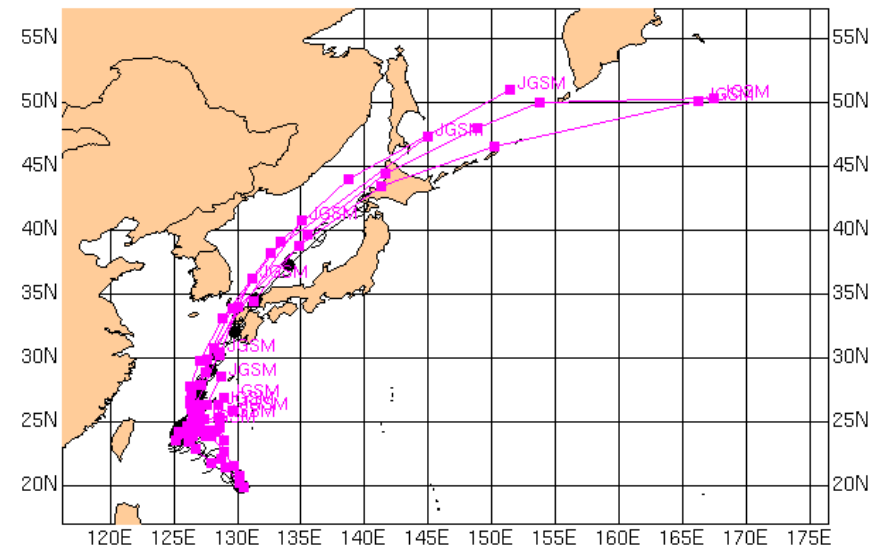 55N 55N
JGSM
50N JGSM JGSM 50N
JGSM
45N 45N
JGSM
40N 40N
JGSM
35N 35N
JGSM
30N 30N
JGSM
JGSM
25N JGSM 25N
20N 20N
120E 125E 130E 135E 140E 145E 150E 155E 160E 165E 170E 175E